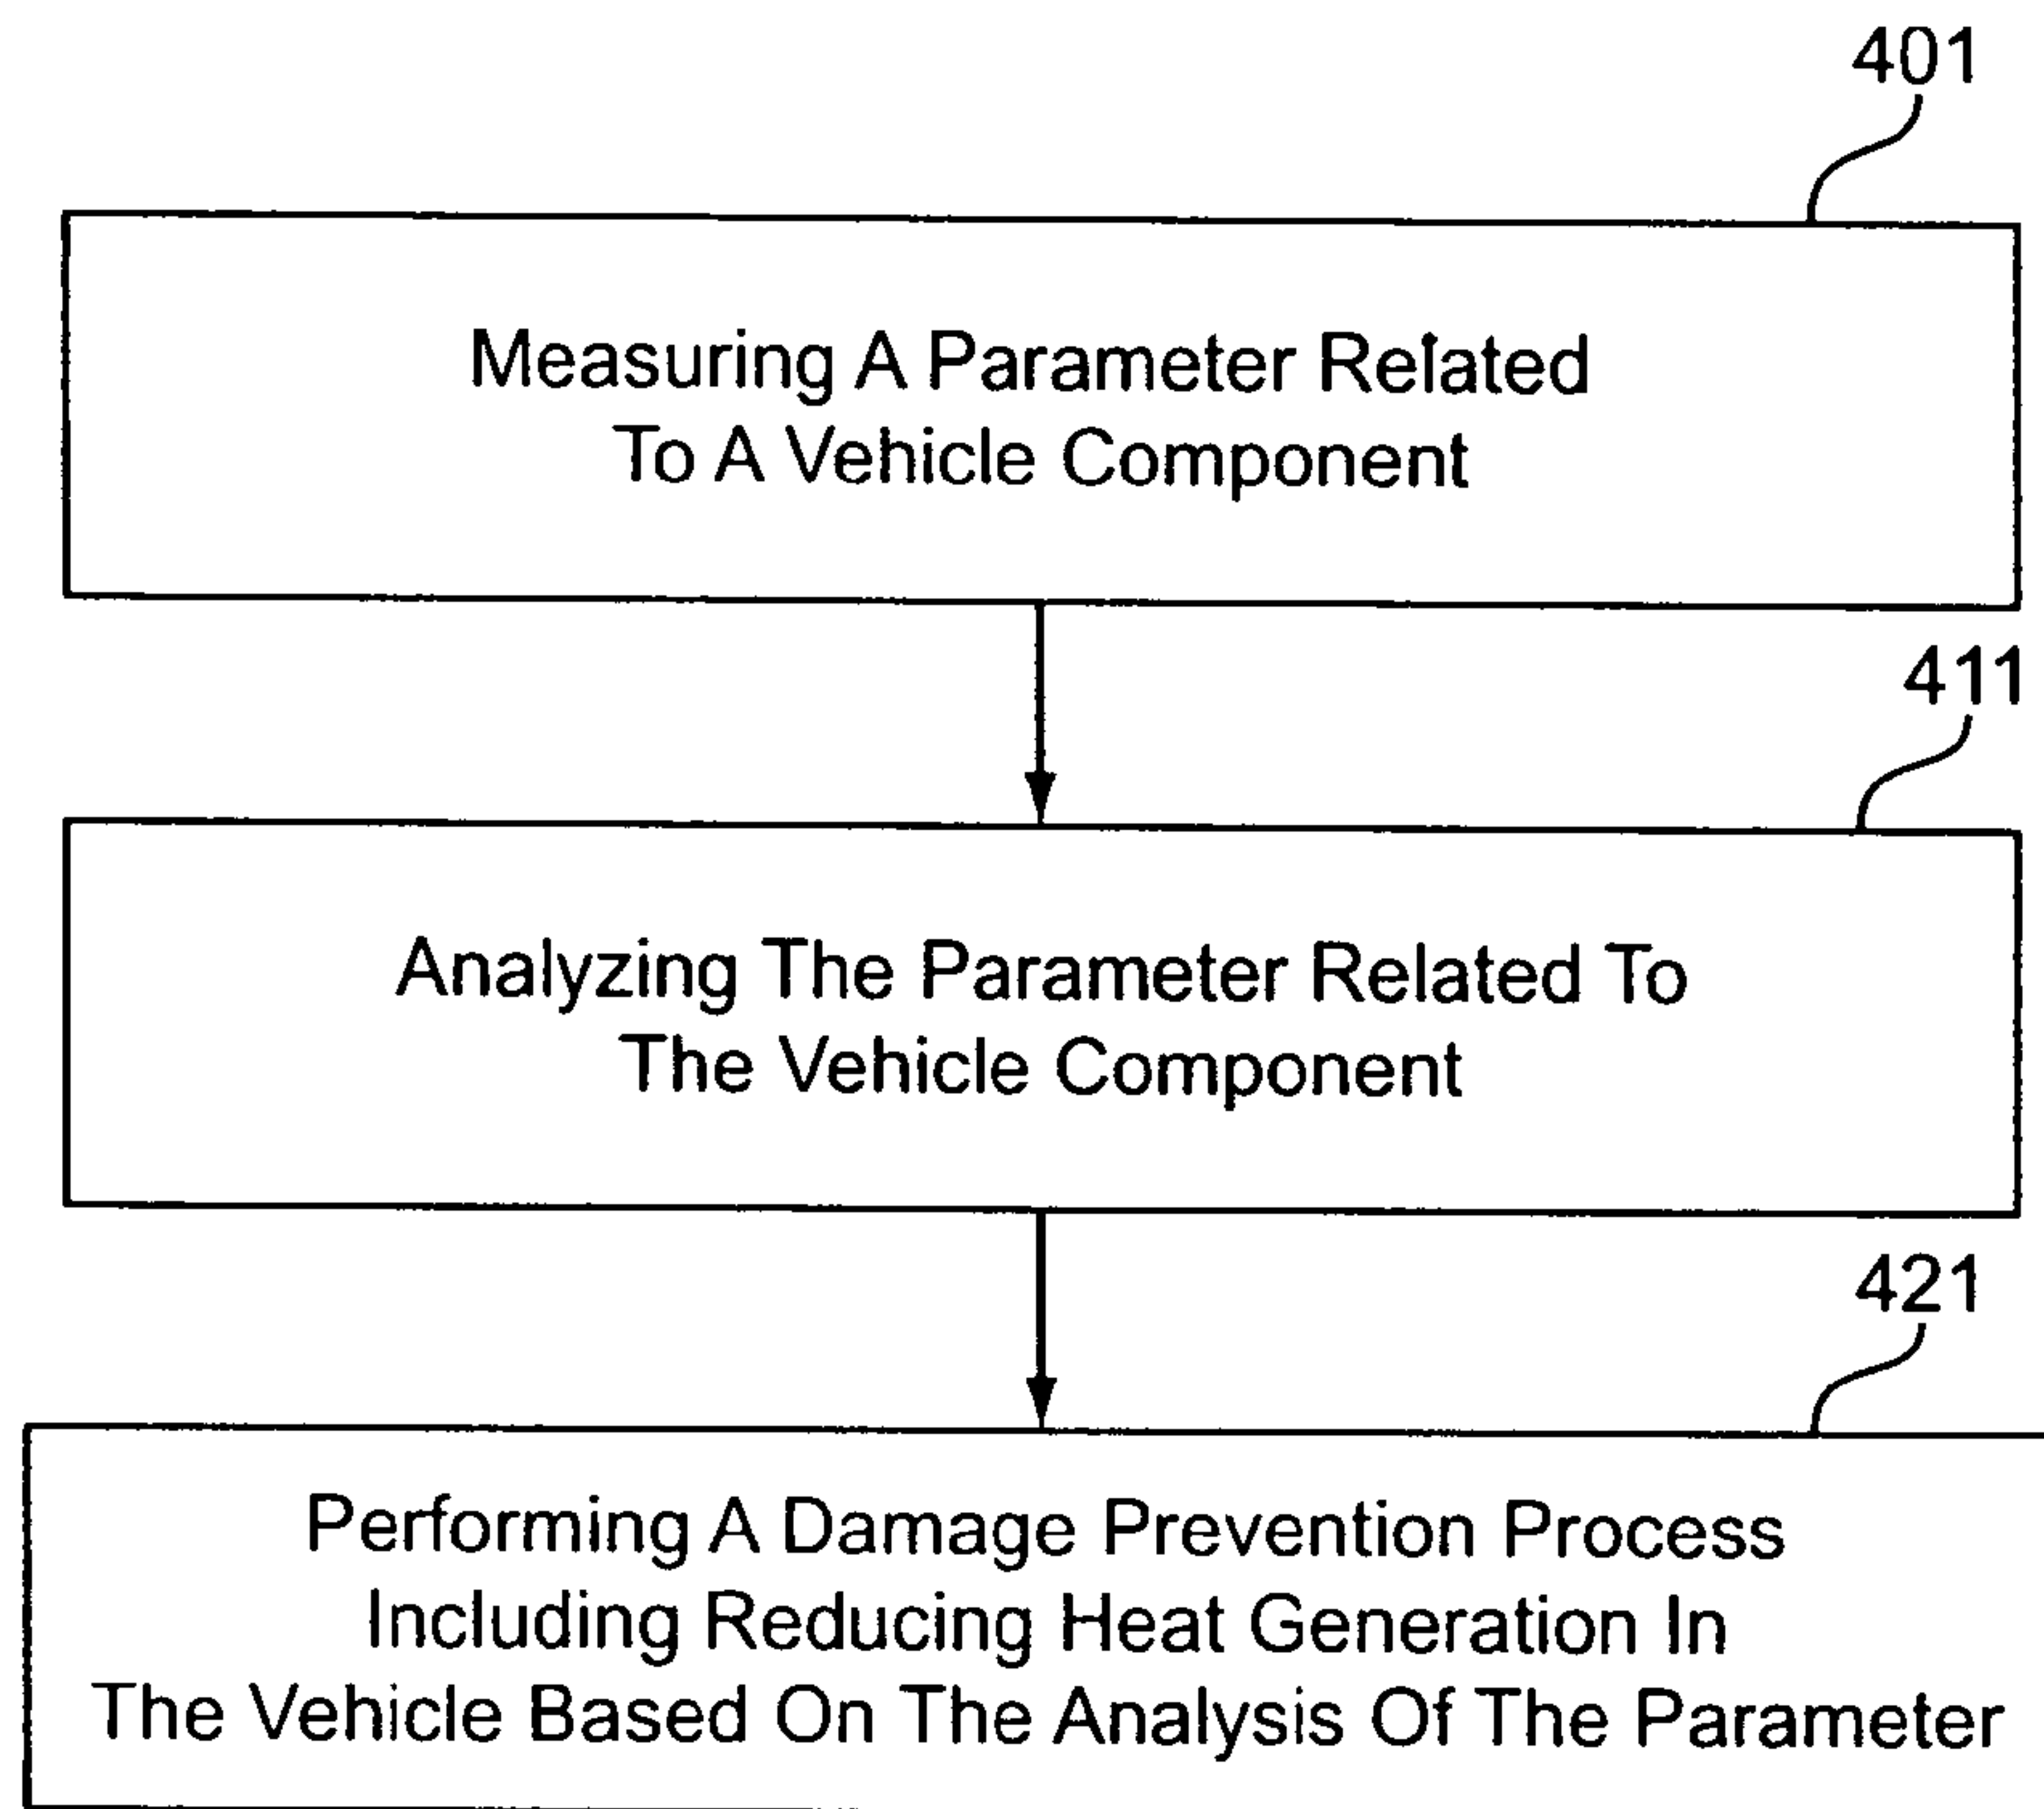 401
Measuring A Parameter Related
To A Vehicle Component
411
Analyzing The Parameter Related To
The Vehicle Component
421
Performing A Damage Prevention Process
Including Reducing Heat Generation In
The Vehicle Based On The Analysis Of The Parameter